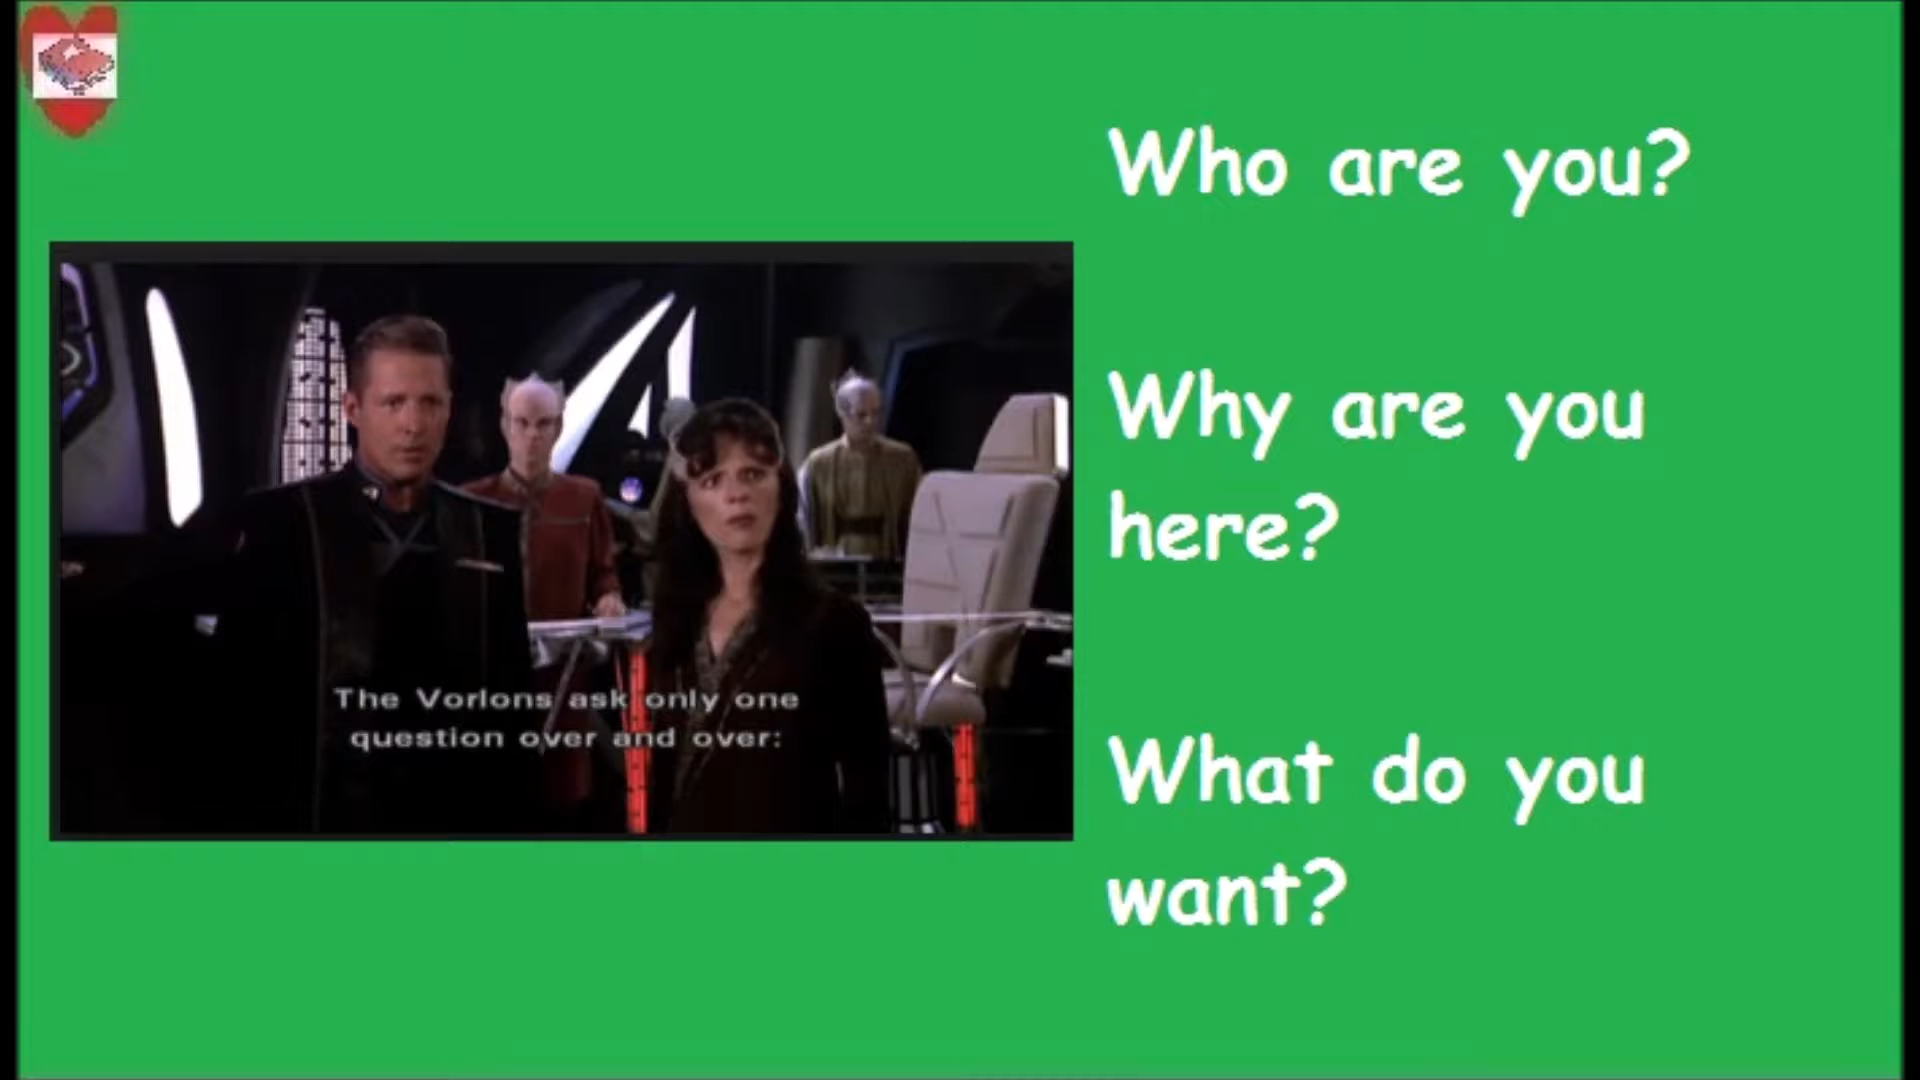 Who are you?
Why are you
here?
What do you
want?
The Vorlons ask only one
question over and over: